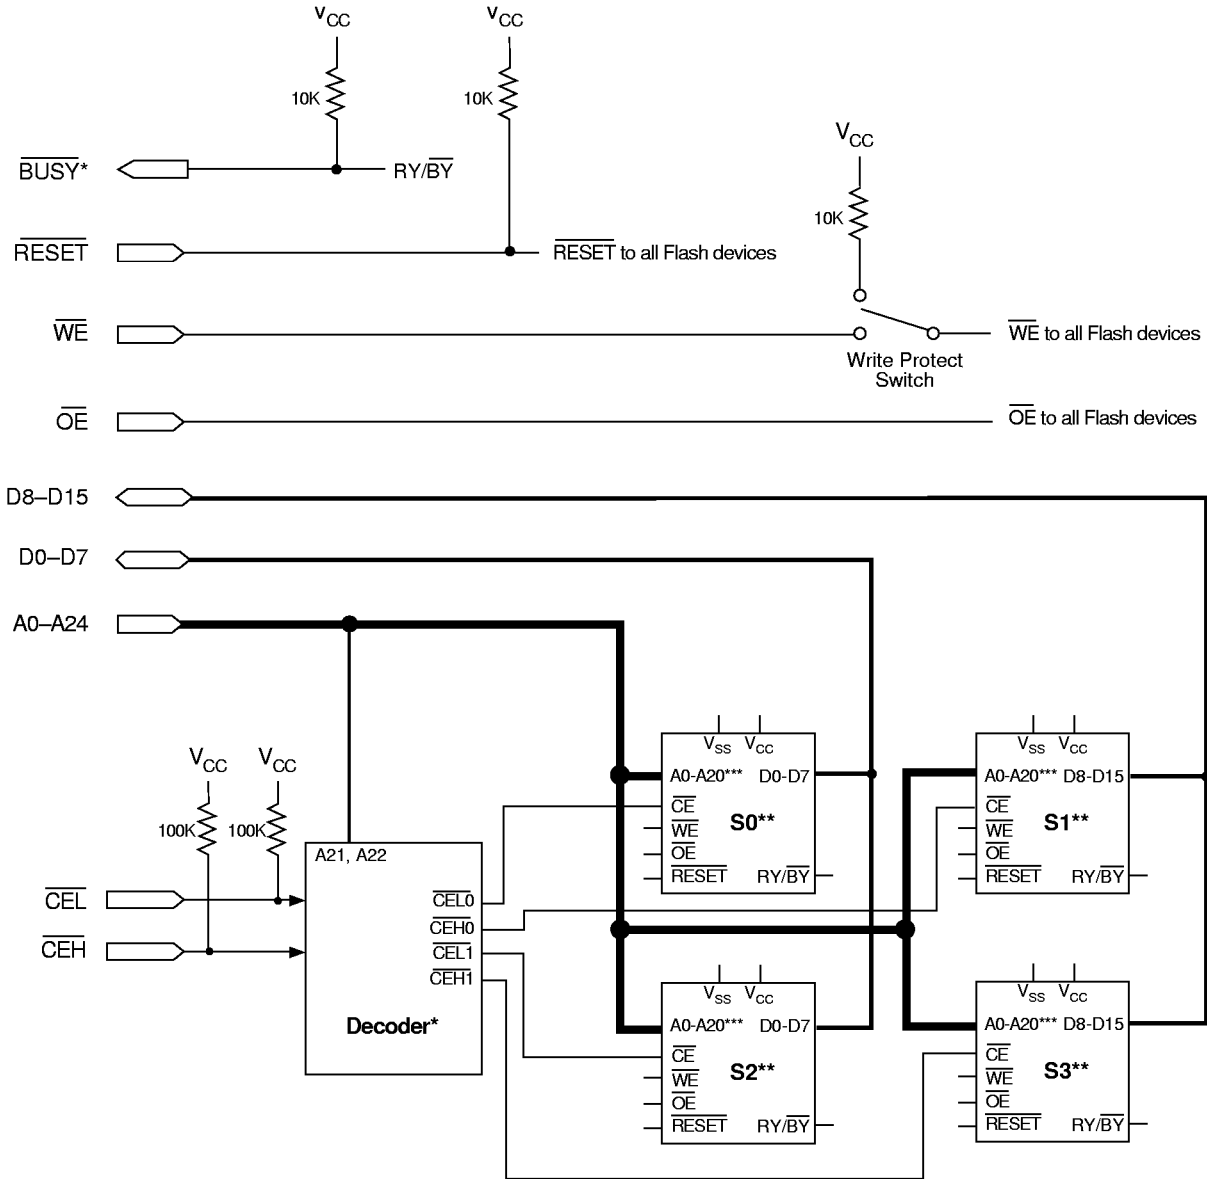 VCC
VCC
10K
10K
VCC
BUSY*
RY/BY
10K
RESET
RESET to all Flash devices
WE
WE to all Flash devices
Write Protect
Switch
OE
OE to all Flash devices
D8–D15
D0–D7
A0–A24
VCC
VCC
100K
100K
A21, A22
CEL
CEH
CEL0
CEH0
CEL1
CEH1
Decoder*
VSS VCC
A0-A20*** D0-D7
CE
S0**
WE
OE
RESET RY/BY
VSS VCC
A0-A20*** D8-D15
CE
S1**
WE
OE
RESET RY/BY
VSS VCC
A0-A20*** D0-D7
CE
S2**
WE
OE
RESET RY/BY
VSS VCC
A0-A20*** D8-D15
CE
S3**
WE
OE
RESET RY/BY